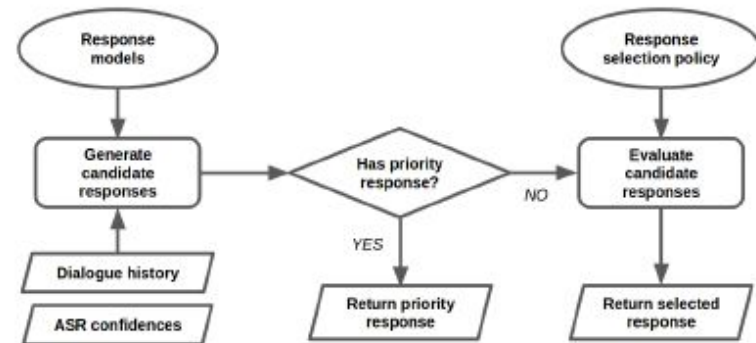 Response
models
Response
selection policy
Generate
candidate
responses
Has priority
response?
NO
Evaluate
candidate
responses
YES
Dialogue history
ASR confidences
Return priority
response
Return selected
response